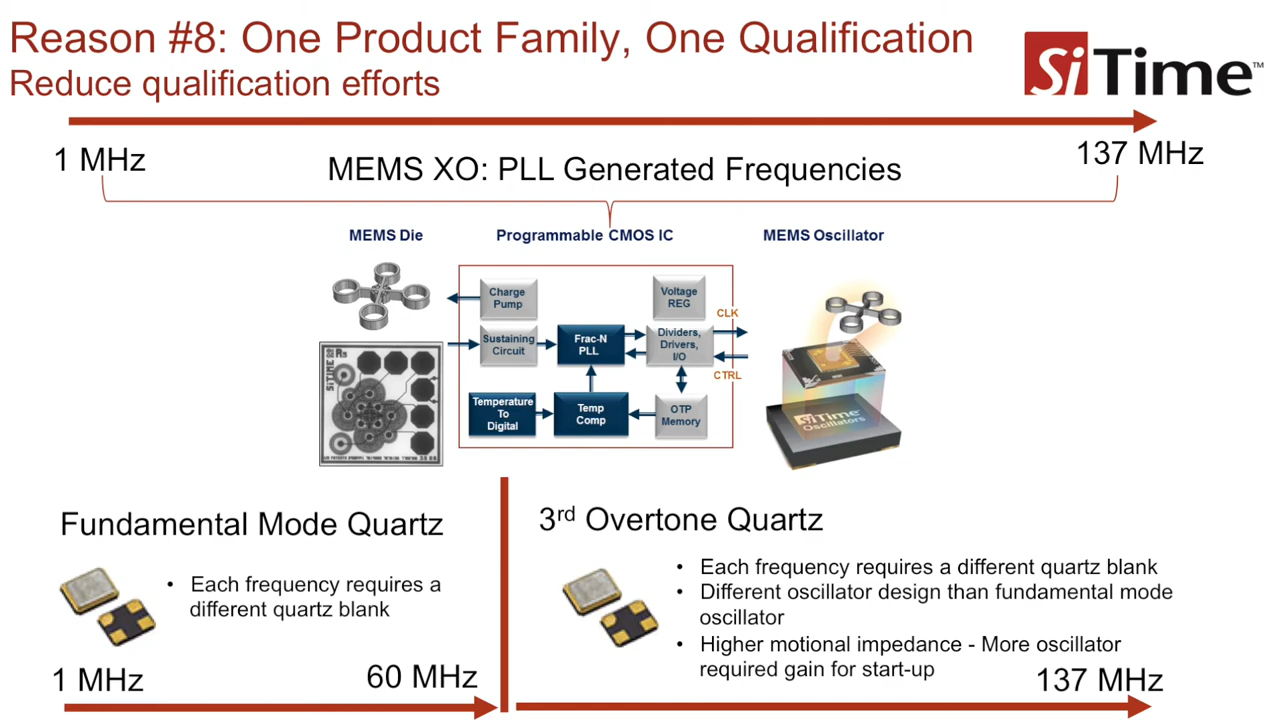 Reason #8: One Product Family, One Qualification
Reduce qualification efforts
SiTime™
1 MHz
137 MHz
MEMS XO: PLL Generated Frequencies
MEMS Die
Programmable CMOS IC
MEMS Oscillator
Charge
Pump
Voltage
REG
CLK
Sustaining
Circuit
Frac-N
PLL
Dividers,
Drivers,
I/O
CTRL
Temperature
To
Digital
Temp
Comp
OTP
Memory
SiTIME
SiTime
Oscillators
Fundamental Mode Quartz
• Each frequency requires a
different quartz blank
1 MHz
60 MHz
3rd Overtone Quartz
• Each frequency requires a different quartz blank
• Different oscillator design than fundamental mode
oscillator
• Higher motional impedance - More oscillator
required gain for start-up
137 MHz